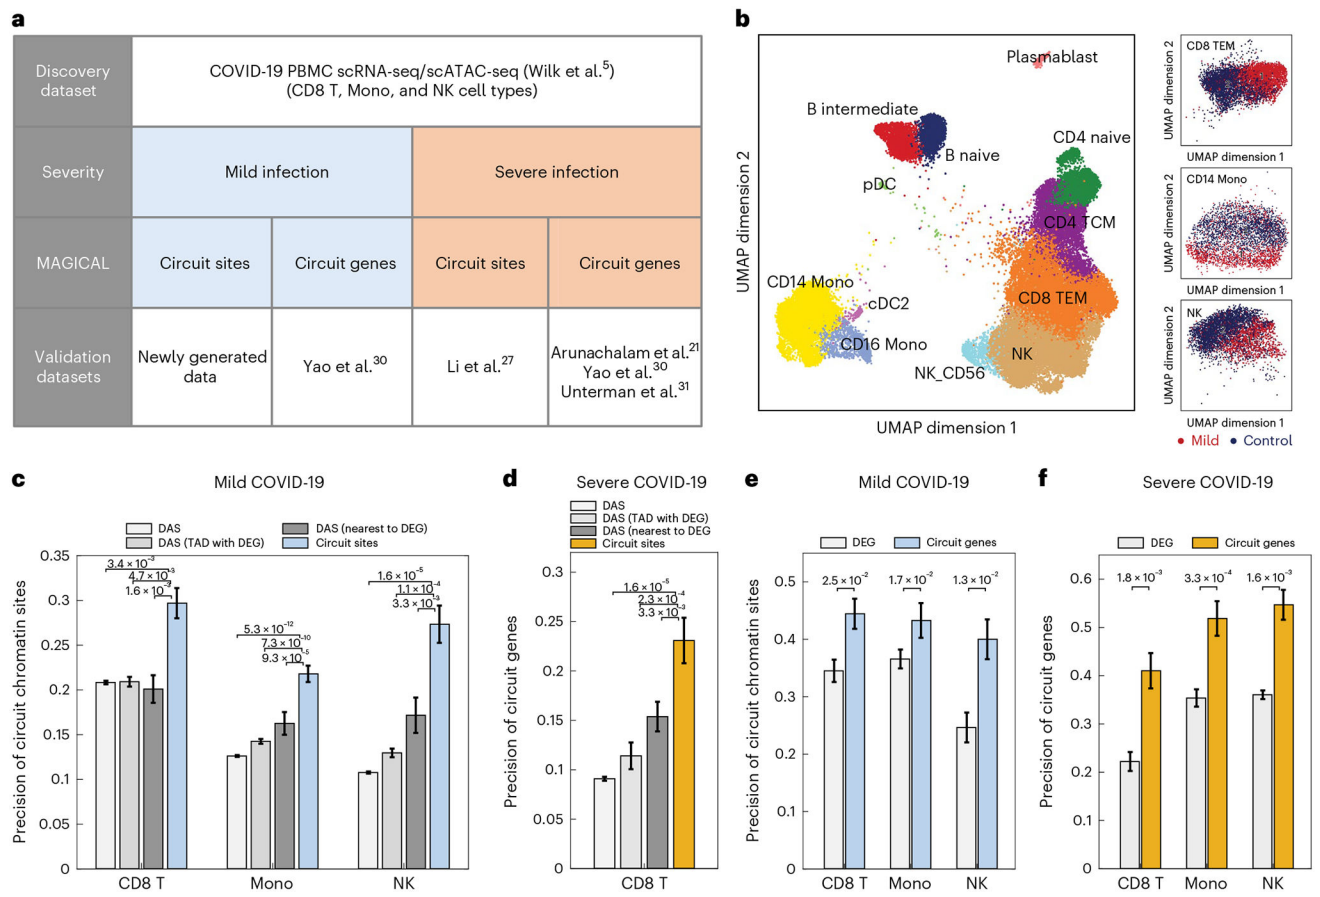 a
Discovery
dataset
COVID-19 PBMC scRNA-seq/scATAC-seq (Wilk et al.5)
(CD8 T, Mono, and NK cell types)
Severity
Mild infection
Severe infection
MAGICAL
Circuit sites
Circuit genes
Circuit sites
Circuit genes
Validation
datasets
Newly generated
data
Yao et al.30
Li et al.27
Arunachalam et al.21
Yao et al.30
Unterman et al.31
b
UMAP dimension 2
Plasmablast
B intermediate
B naive
CD4 naive
pDC
CD4 TCM
CD14 Mono
cDC2
CD8 TEM
CD16 Mono
NK
NK_CD56
UMAP dimension 1
CD8 TEM
UMAP dimension 2
UMAP dimension 1
CD14 Mono
UMAP dimension 2
UMAP dimension 1
NK
UMAP dimension 2
UMAP dimension 1
Mild
Control
c
Mild COVID-19
DAS
DAS (TAD with DEG)
DAS (nearest to DEG)
Circuit sites
Precision of circuit chromatin sites
0.35
0.3
0.25
0.2
0.15
0.1
0.05
0
3.4 × 10−3
4.7 × 10−3
1.6 × 10−2
5.3 × 10−12
7.3 × 10−10
9.3 × 10−5
1.6 × 10−5
1.1 × 10−4
3.3 × 10−3
CD8 T
Mono
NK
d
Severe COVID-19
DAS
DAS (TAD with DEG)
DAS (nearest to DEG
Circuit sites
Precision of circuit genes
0.3
0.25
0.20
0.15
0.1
0.05
0
1.6 × 10−5
2.3 × 10−4
3.3 × 10−3
CD8 T
e
Mild COVID-19
DEG
Circuit genes
Precision of circuit chromatin sites
0.5
0.4
0.3
0.2
0.1
0
2.5 × 10−2
1.7 × 10−2
1.3 × 10−2
CD8 T
Mono
NK
f
Severe COVID-19
DEG
Circuit genes
Precision of circuit genes
0.6
0.5
0.4
0.3
0.2
0.1
0
1.8 × 10−3
3.3 × 10−4
1.6 × 10−3
CD8 T
Mono
NK